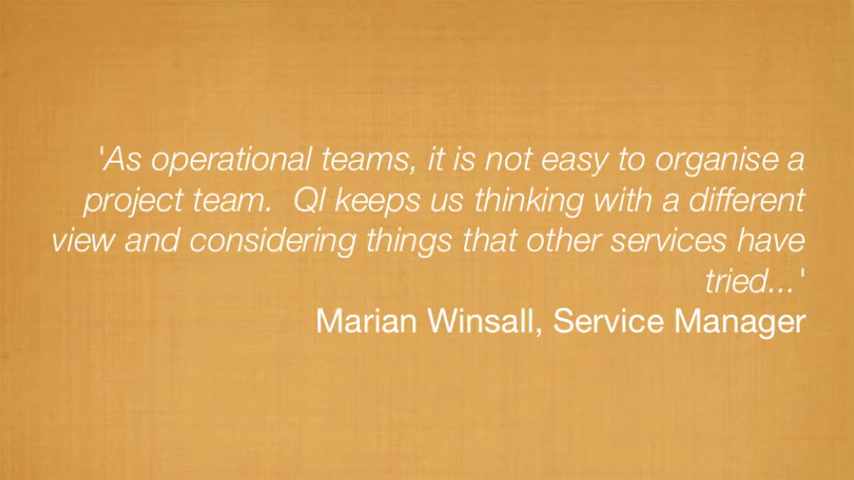 'As operational teams, it is not easy to organise a
project team.  QI keeps us thinking with a different
view and considering things that other services have
tried...'
Marian Winsall, Service Manager